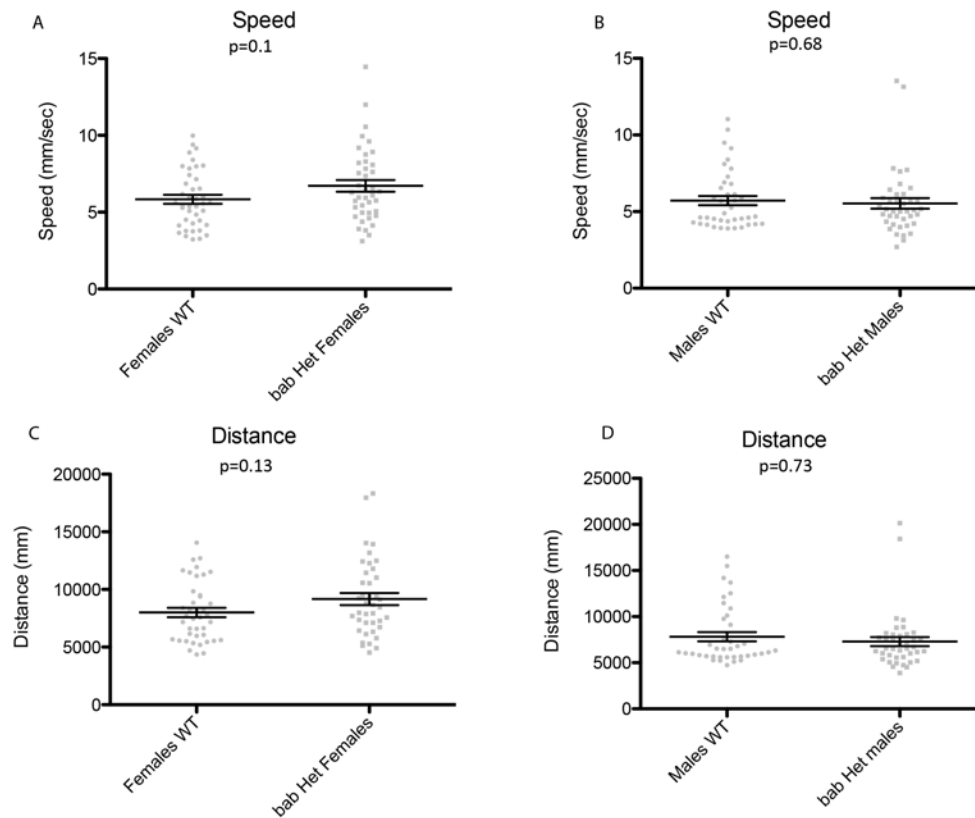 A
Speed
p=0.1
Speed (mm/sec)
15
10
5
0
Females WT
bab Het Females
B
Speed
p=0.68
Speed (mm/sec)
15
10
5
0
Males WT
bab Het Males
C
Distance
p=0.13
Distance (mm)
20000
15000
10000
5000
0
Females WT
bab Het Females
D
Distance
p=0.73
Distance (mm)
25000
20000
15000
10000
5000
0
Males WT
bab Het males